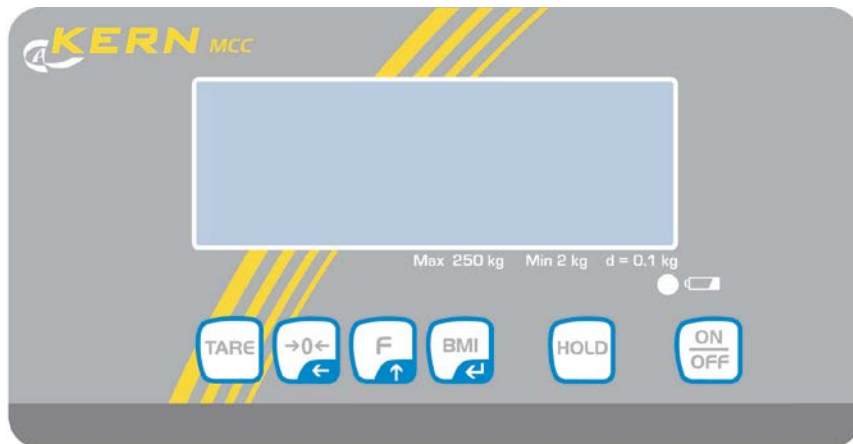 KERN MCC
Max 250 kg Min 2 kg d = 0.1 kg
TARE →0← F BMI HOLD ON
OFF